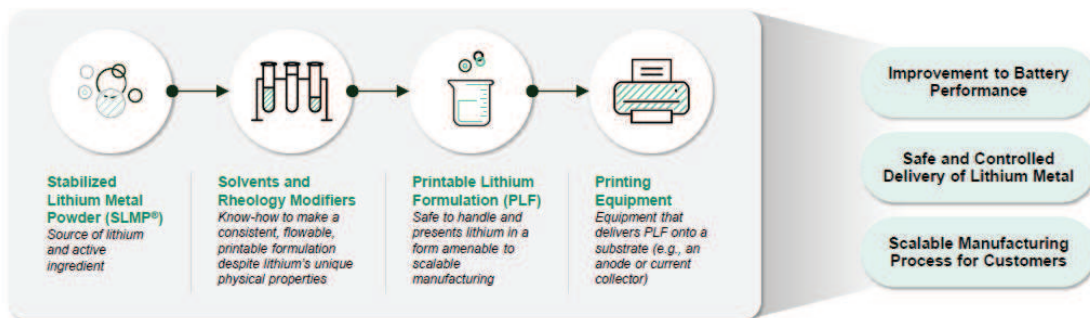 Stabilized
Lithium Metal
Powder (SLMP®)
Source of lithium
and active
ingredient
Solvents and
Rheology Modifiers
Know-how to make a
consistent, flowable,
printable formulation
despite lithium's unique
physical properties
Printable Lithium
Formulation (PLF)
Safe to handle and
presents lithium in a
form amenable to
scalable
manufacturing
Printing
Equipment
Equipment that
delivers PLF onto a
substrate (e.g., an
anode or current
collector)
Improvement to Battery
Performance
Safe and Controlled
Delivery of Lithium Metal
Scalable Manufacturing
Process for Customers